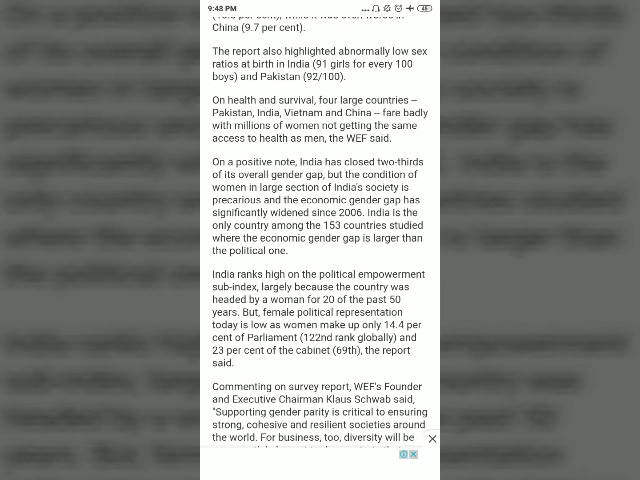 9:48 PM
... 48
China (9.7 per cent).
The report also highlighted abnormally low sex
ratios at birth in India (91 girls for every 100
boys) and Pakistan (92/100).
On health and survival, four large countries –
Pakistan, India, Vietnam and China – fare badly
with millions of women not getting the same
access to health as men, the WEF said.
On a positive note, India has closed two-thirds
of its overall gender gap, but the condition of
women in large section of India's society is
precarious and the economic gender gap has
significantly widened since 2006. India is the
only country among the 153 countries studied
where the economic gender gap is larger than
the political one.
India ranks high on the political empowerment
sub-index, largely because the country was
headed by a woman for 20 of the past 50
years. But, female political representation
today is low as women make up only 14.4 per
cent of Parliament (122nd rank globally) and
23 per cent of the cabinet (69th), the report
said.
Commenting on survey report, WEF's Founder
and Executive Chairman Klaus Schwab said,
"Supporting gender parity is critical to ensuring
strong, cohesive and resilient societies around
the world. For business, too, diversity will be